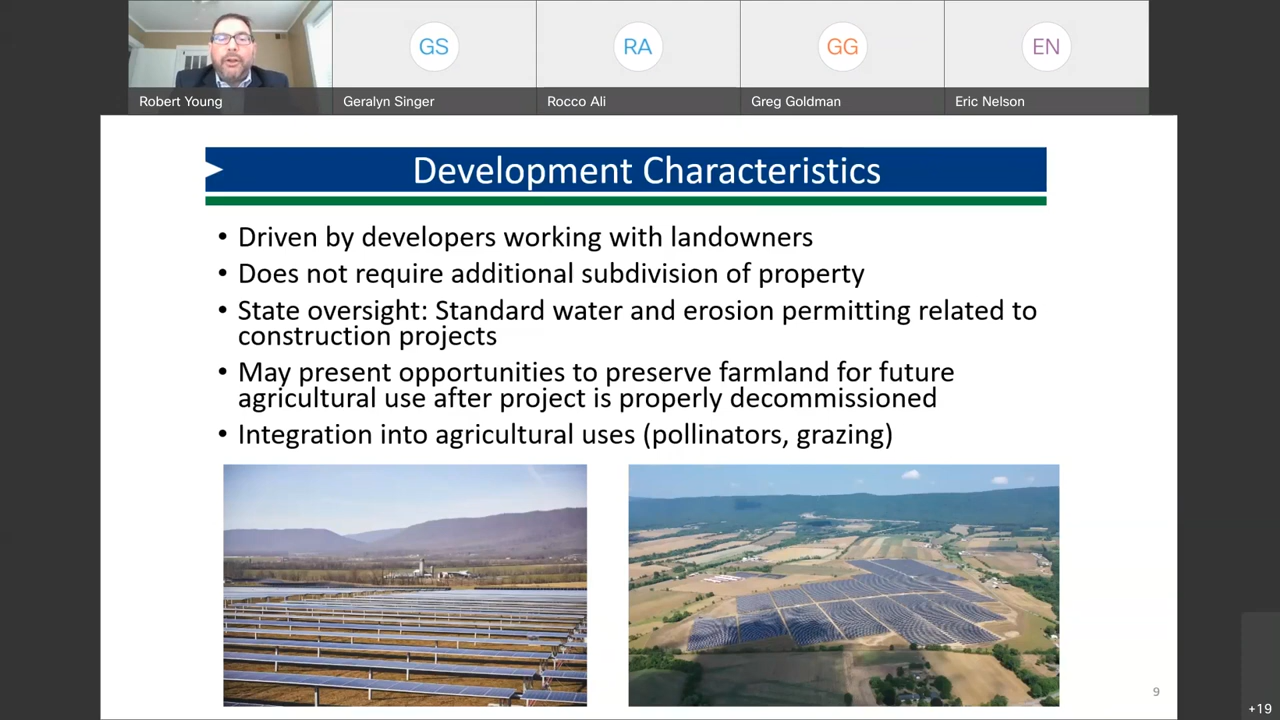 GS
RA
GG
EN
Robert Young
Geralyn Singer
Rocco Ali
Greg Goldman
Eric Nelson
Development Characteristics
• Driven by developers working with landowners
• Does not require additional subdivision of property
• State oversight: Standard water and erosion permitting related to
construction projects
• May present opportunities to preserve farmland for future
agricultural use after project is properly decommissioned
• Integration into agricultural uses (pollinators, grazing)
9
+19